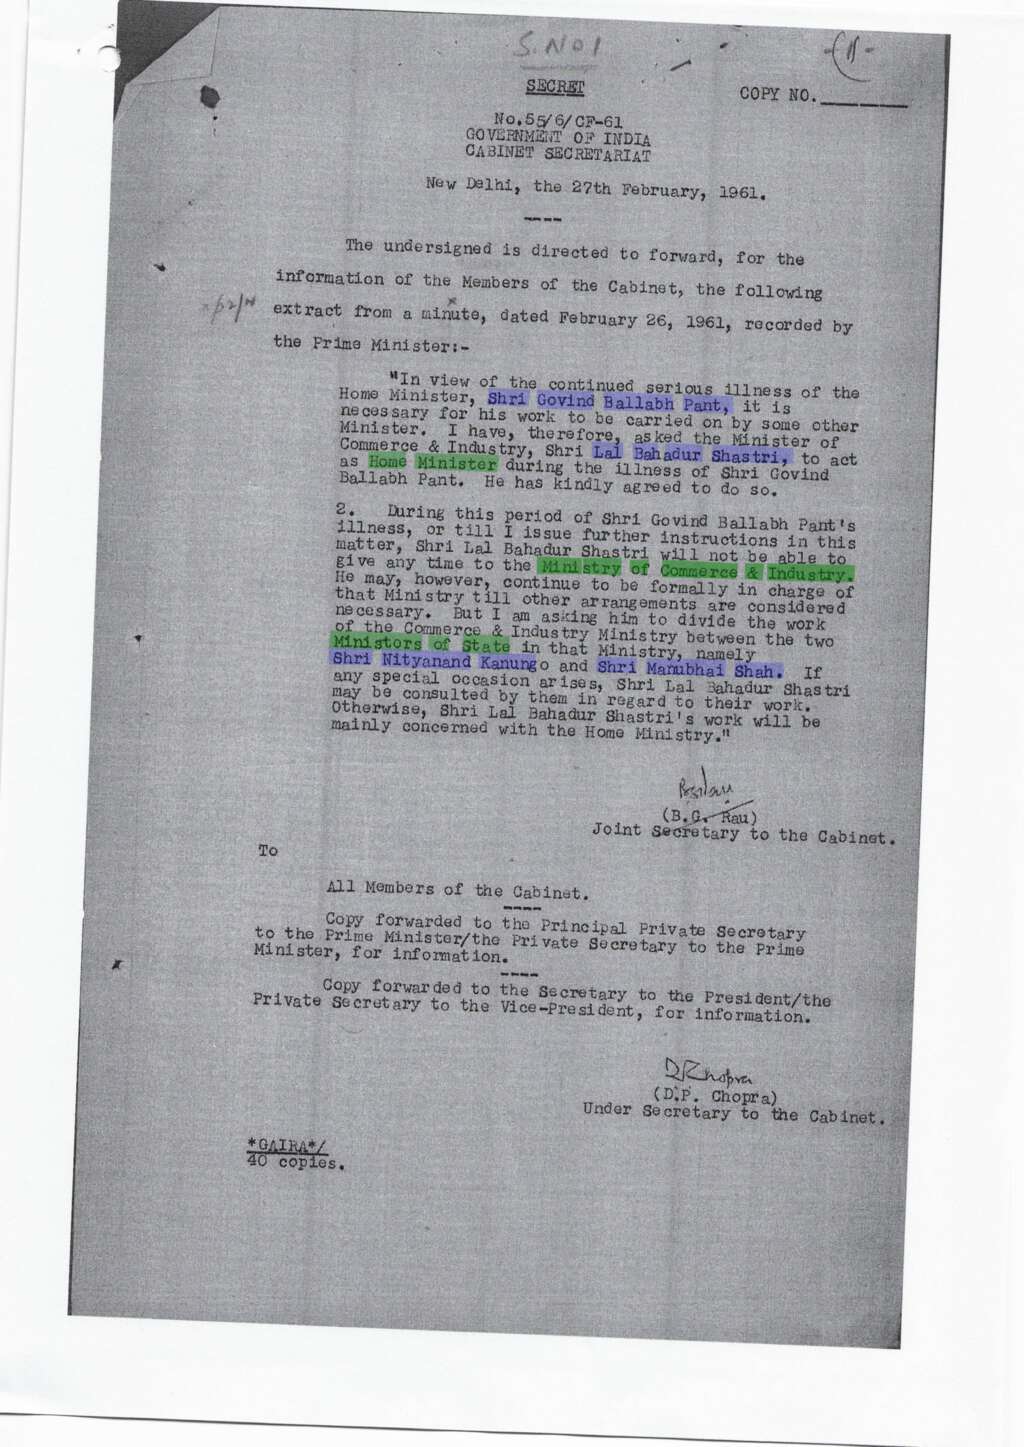 S.NO1
SECRET
COPY NO.
No.55/6/CF-61
GOVERNMENT OF INDIA
CABINET SECRETARIAT
New Delhi, the 27th February, 1961.
----
The undersigned is directed to forward, for the
information of the Members of the Cabinet, the following
extract from a minute, dated February 26, 1961, recorded by
the Prime Minister:-
"In view of the continued serious illness of the
Home Minister, Shri Govind Ballabh Pant, it is
necessary for his work to be carried on by some other
Minister. I have, therefore, asked the Minister of
Commerce & Industry, Shri Lal Bahadur Shastri, to act
as Home Minister during the illness of Shri Govind
Ballabh Pant. He has kindly agreed to do so.
2. During this period of Shri Govind Ballabh Pant's
illness, or till I issue further instructions in this
matter, Shri Lal Bahadur Shastri will not be able to
give any time to the Ministry of Commerce & Industry.
He may, however, continue to be formally in charge of
that Ministry till other arrangements are considered
necessary. But I am asking him to divide the work
of the Commerce & Industry Ministry between the two
Ministers of State in that Ministry, namely
Shri Nityanand Kanungo and Shri Manubhai Shah. If
any special occasion arises, Shri Lal Bahadur Shastri
may be consulted by them in regard to their work.
Otherwise, Shri Lal Bahadur Shastri's work will be
mainly concerned with the Home Ministry."
(B.G. Rau)
Joint Secretary to the Cabinet.
To
All Members of the Cabinet.
----
Copy forwarded to the Principal Private Secretary
to the Prime Minister/the Private Secretary to the Prime
Minister, for information.
----
Copy forwarded to the Secretary to the President/the
Private Secretary to the Vice-President, for information.
DPChopra
(D.P. Chopra)
Under Secretary to the Cabinet.
*GAIRA*/
40 copies.